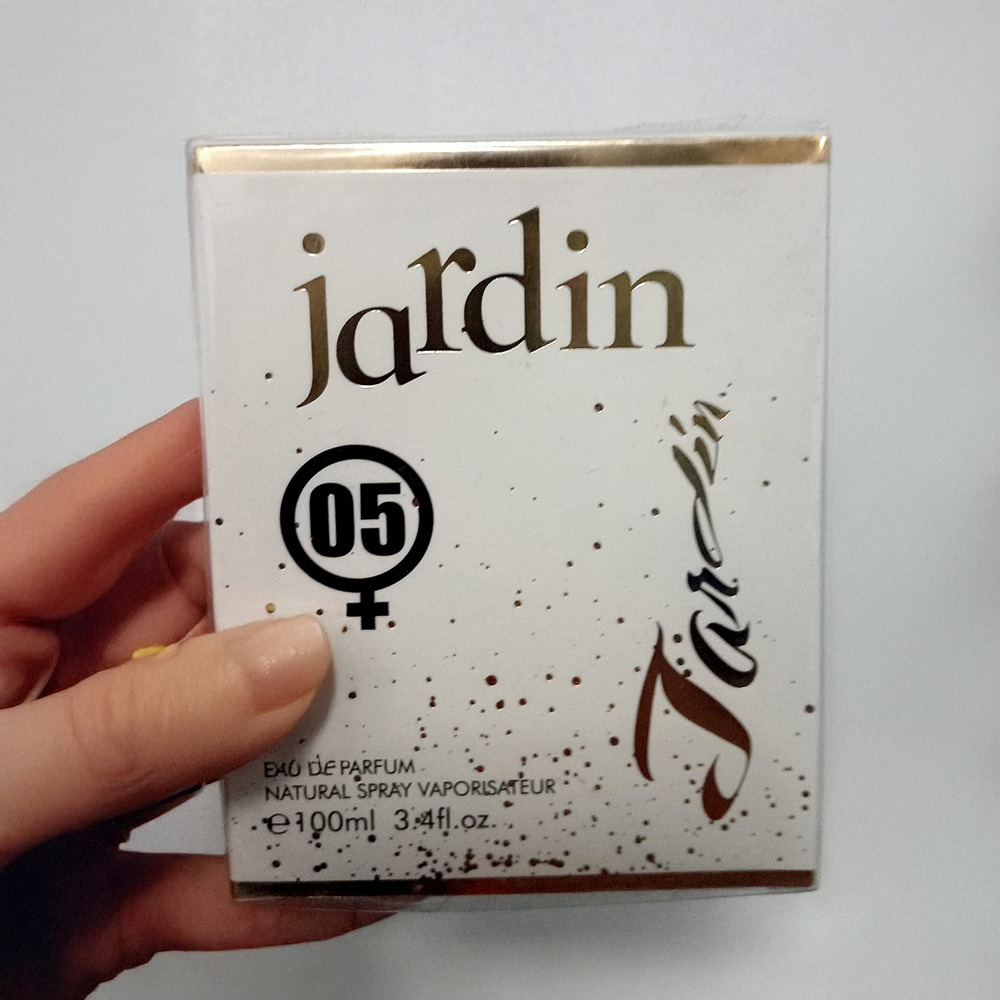 jardin
05
Jardin
EAU DE PARFUM
NATURAL SPRAY VAPORISATEUR
℮100ml 3.4fl.oz.